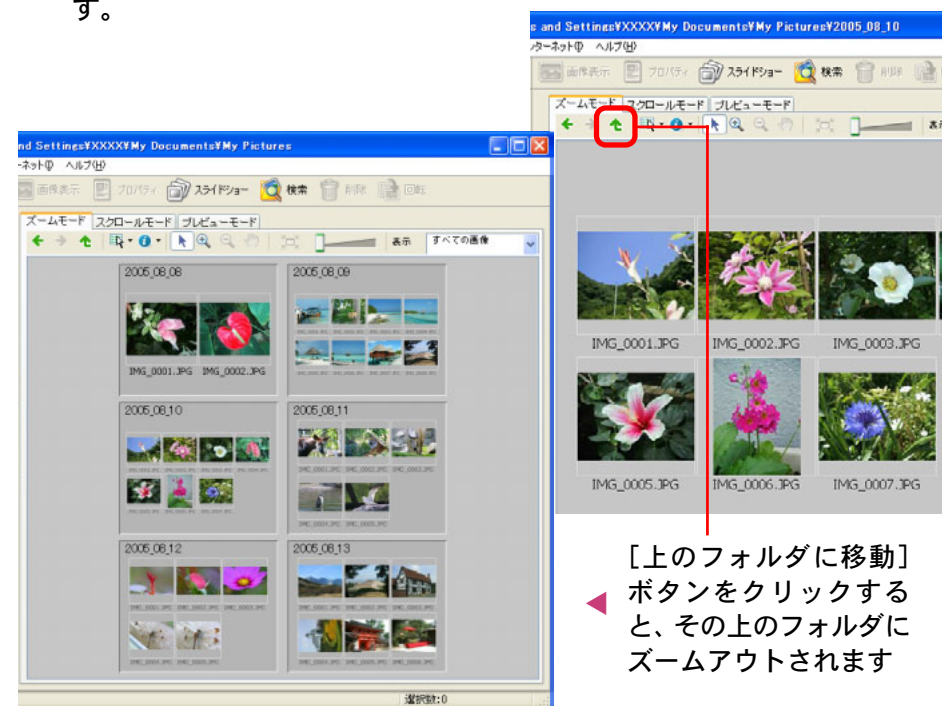 す。
s and Settings¥XXXX¥My Documents¥My Pictures¥2005_08_10
ターネット(I) ヘルプ(H)
画像表示 プロパティ スライドショー 検索 削除
ズームモード スクロールモード プレビューモード
IMG_0001.JPG IMG_0002.JPG IMG_0003.JPG
IMG_0005.JPG IMG_0006.JPG IMG_0007.JPG
nd Settings¥XXXX¥My Documents¥My Pictures
ーネット(I) ヘルプ(H)
画像表示 プロパティ スライドショー 検索 削除 回転
ズームモード スクロールモード プレビューモード
表示 すべての画像
2005_08_08 2005_08_09
IMG_0001.JPG IMG_0002.JPG
2005_08_10 2005_08_11
2005_08_12 2005_08_13
選択数:0
[上のフォルダに移動]
ボタンをクリックする
と、その上のフォルダに
ズームアウトされます